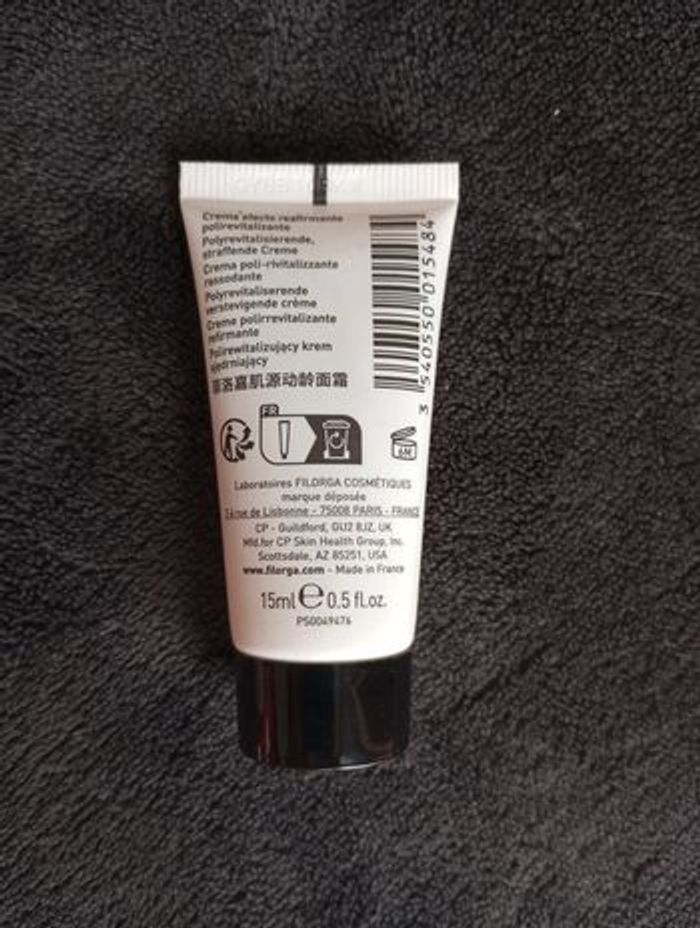 Crema efecto reafirmante
polirevitalizante
Polyrevitalisierende,
straffende Creme
Crema poli-rivitalizzante
rassodante
Polyrevitaliserende
verstevigende crème
Creme polirrevitalizante
refirmante
Polirewitalizujący krem
ujędrniający
菲洛嘉肌源动龄面霜
3 540550 015484
FR
6M
Laboratoires FILORGA COSMÉTIQUES
marque déposée
rue de Lisbonne - 75008 PARIS - FRANCE
CP - Guildford, GU2 8JZ, UK
Mfd.for CP Skin Health Group, Inc.
Scottsdale, AZ 85251, USA
www.filorga.com - Made in France
15ml e 0.5 fl.oz.
PS0049476